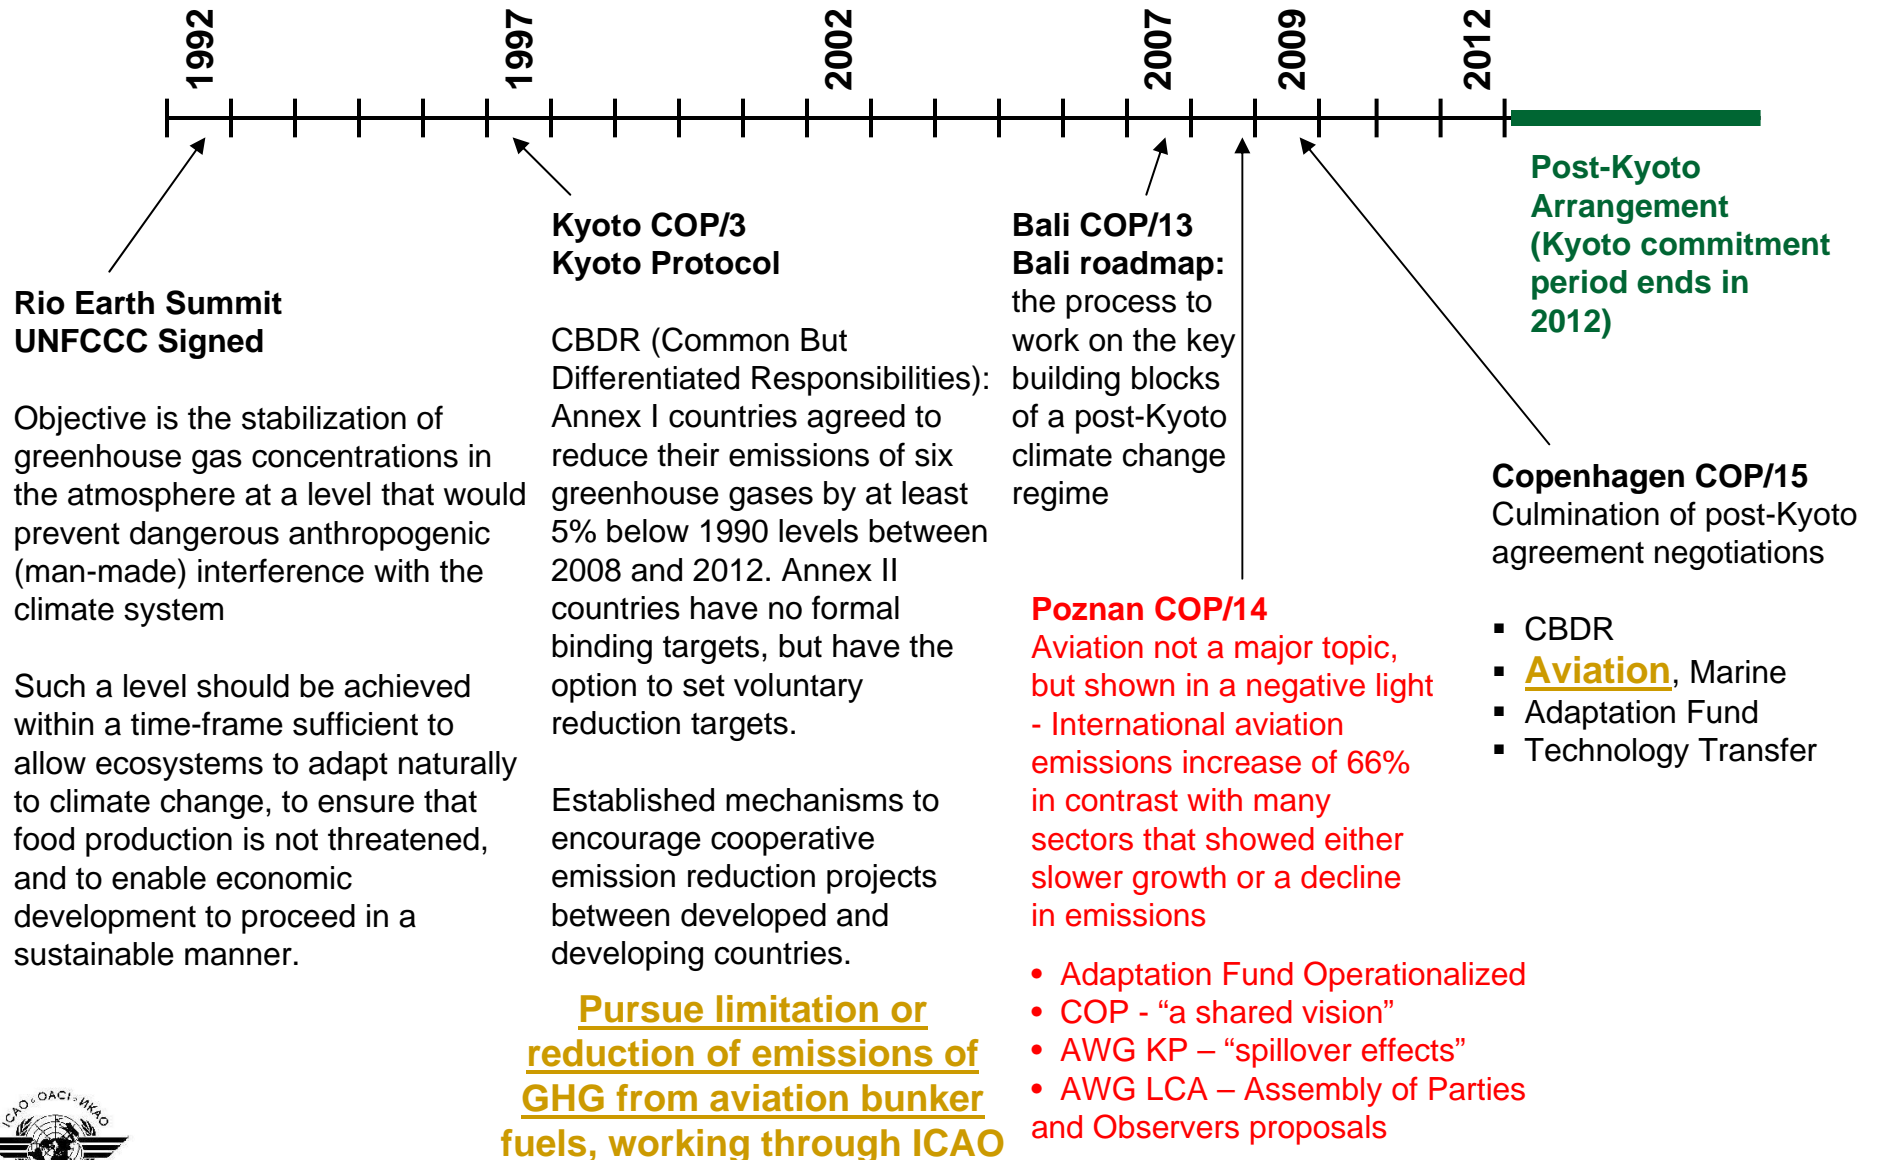 1992
1997
2002
2007
2009
2012
Rio Earth Summit
UNFCCC Signed
Objective is the stabilization of
greenhouse gas concentrations in
the atmosphere at a level that would
prevent dangerous anthropogenic
(man-made) interference with the
climate system
Such a level should be achieved
within a time-frame sufficient to
allow ecosystems to adapt naturally
to climate change, to ensure that
food production is not threatened,
and to enable economic
development to proceed in a
sustainable manner.
Kyoto COP/3
Kyoto Protocol
CBDR (Common But
Differentiated Responsibilities):
Annex I countries agreed to
reduce their emissions of six
greenhouse gases by at least
5% below 1990 levels between
2008 and 2012. Annex II
countries have no formal
binding targets, but have the
option to set voluntary
reduction targets.
Established mechanisms to
encourage cooperative
emission reduction projects
between developed and
developing countries.
Pursue limitation or
reduction of emissions of
GHG from aviation bunker
fuels, working through ICAO
Bali COP/13
Bali roadmap:
the process to
work on the key
building blocks
of a post-Kyoto
climate change
regime
Poznan COP/14
Aviation not a major topic,
but shown in a negative light
- International aviation
emissions increase of 66%
in contrast with many
sectors that showed either
slower growth or a decline
in emissions
• Adaptation Fund Operationalized
• COP - “a shared vision”
• AWG KP – “spillover effects”
• AWG LCA – Assembly of Parties
and Observers proposals
Copenhagen COP/15
Culmination of post-Kyoto
agreement negotiations
▪ CBDR
▪ Aviation, Marine
▪ Adaptation Fund
▪ Technology Transfer
Post-Kyoto
Arrangement
(Kyoto commitment
period ends in
2012)
ICAO • OACI • ИКАО